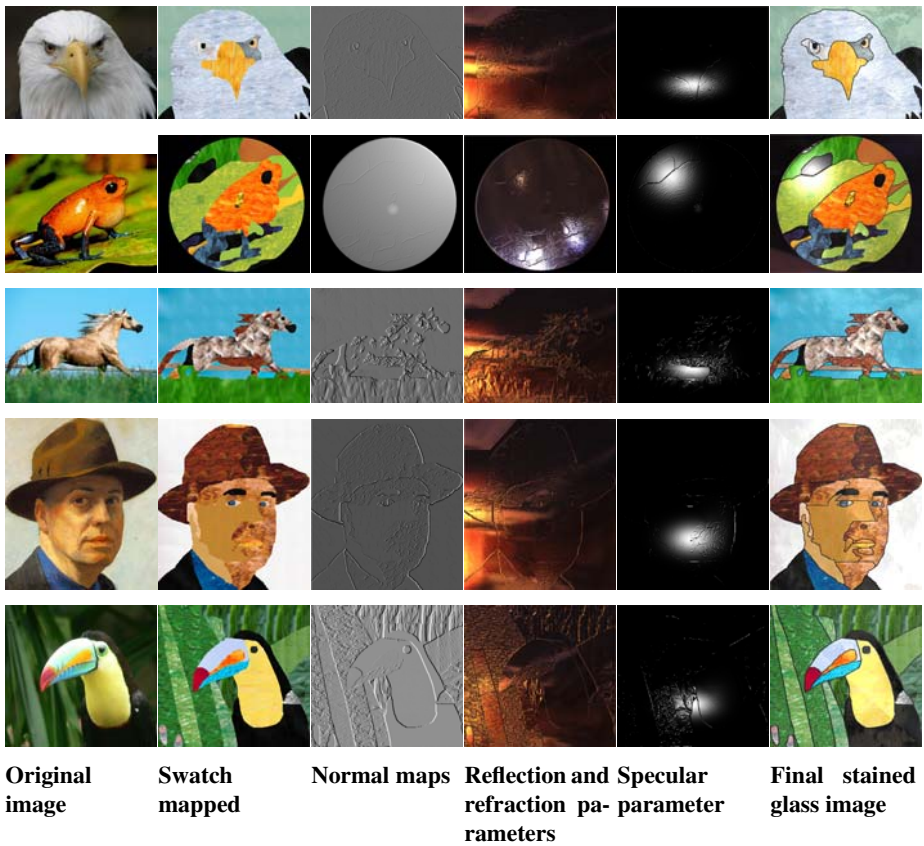 Original image
Swatch mapped
Normal maps
Reflection and refraction pa-rameters
Specular parameter
Final stained glass image